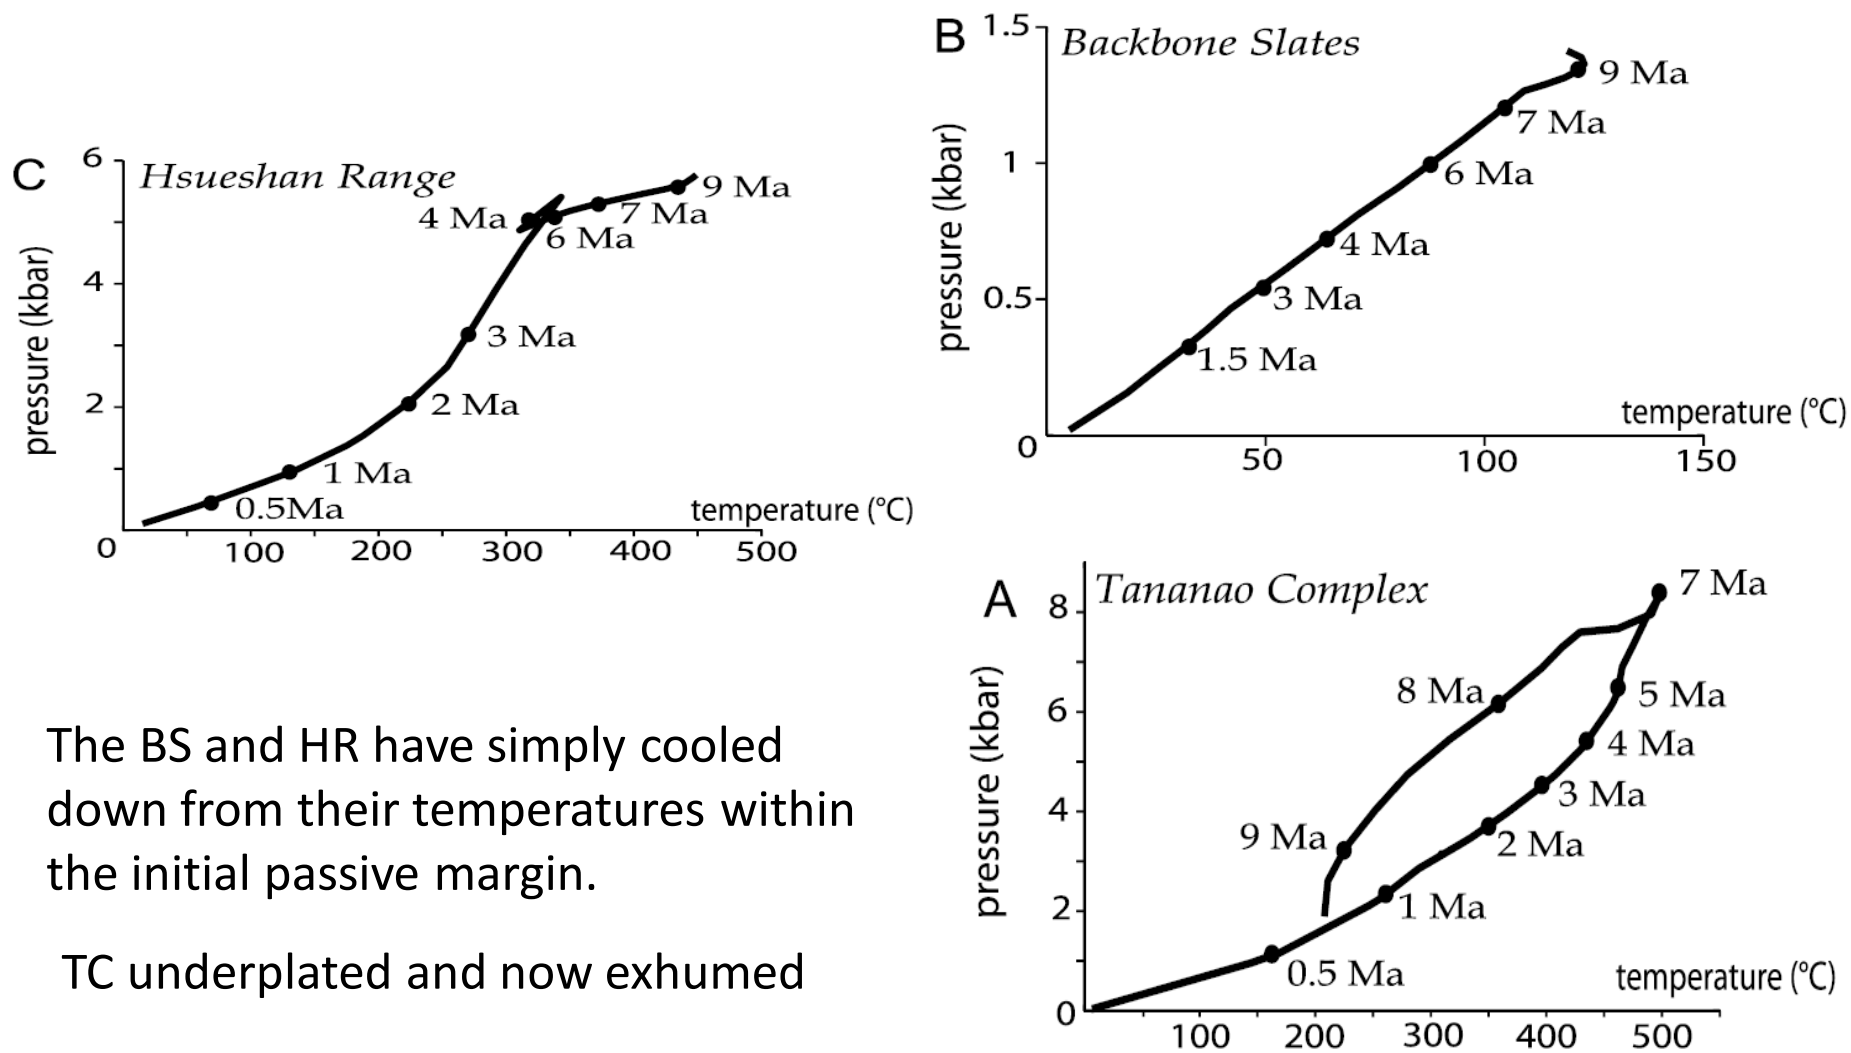 C
Hsueshan Range
pressure (kbar)
6
4
2
0
100
200
300
400
500
temperature (°C)
9 Ma
7 Ma
6 Ma
4 Ma
3 Ma
2 Ma
1 Ma
0.5Ma
B
Backbone Slates
pressure (kbar)
1.5
1
0.5
0
50
100
150
temperature (°C)
9 Ma
7 Ma
6 Ma
4 Ma
3 Ma
1.5 Ma
The BS and HR have simply cooled
down from their temperatures within
the initial passive margin.
TC underplated and now exhumed
A
Tananao Complex
pressure (kbar)
8
6
4
2
0
100
200
300
400
500
temperature (°C)
7 Ma
8 Ma
5 Ma
4 Ma
3 Ma
9 Ma
2 Ma
1 Ma
0.5 Ma